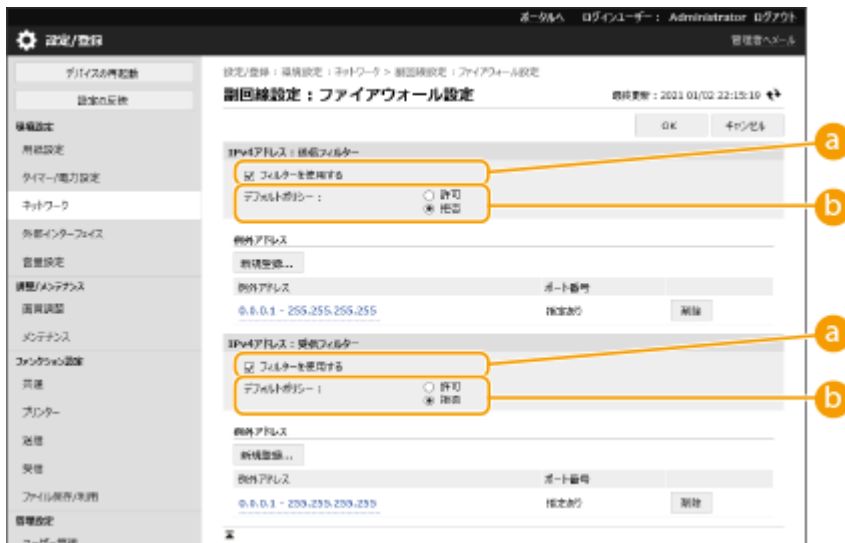 ポータルへ ログインユーザー： Administrator ログアウト
設定/登録
管理者へメール
デバイスの再起動
設定の反映
環境設定
用紙設定
タイマー/電力設定
ネットワーク
外部インターフェイス
音量設定
調整/メンテナンス
画質調整
メンテナンス
ファンクション設定
共通
プリンター
送信
受信
ファイル保存/利用
管理設定
ユーザー管理
設定/登録 : 環境設定 : ネットワーク > 副回線設定 : ファイアウォール設定
副回線設定 : ファイアウォール設定
最終更新 : 2021 01/02 22:15:19
OK キャンセル
IPv4アドレス : 送信フィルター
フィルターを使用する
a
デフォルトポリシー :
許可
拒否
b
例外アドレス
新規登録...
例外アドレス ポート番号
0.0.0.1 - 255.255.255.255 指定あり 削除
IPv4アドレス : 受信フィルター
フィルターを使用する
a
デフォルトポリシー :
許可
拒否
b
例外アドレス
新規登録...
例外アドレス ポート番号
0.0.0.1 - 255.255.255.255 指定あり 削除